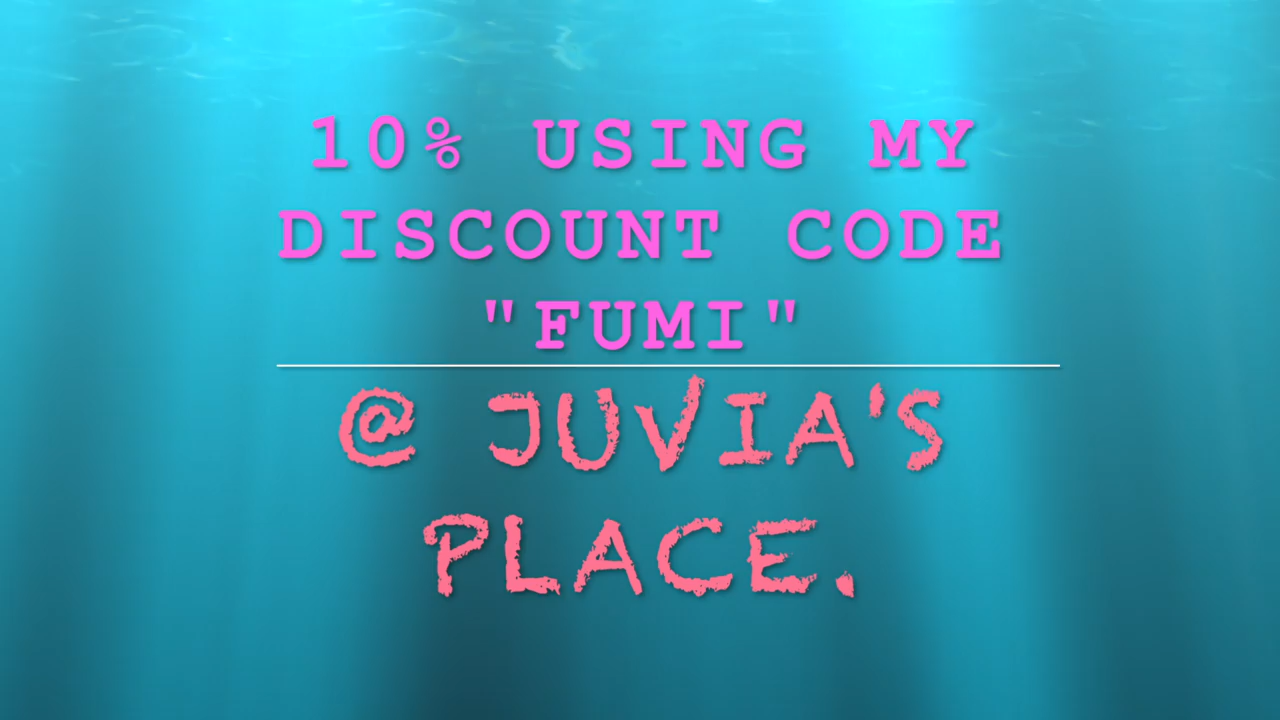 10% USING MY
DISCOUNT CODE
"FUMI"
@ JUVIA'S
PLACE.